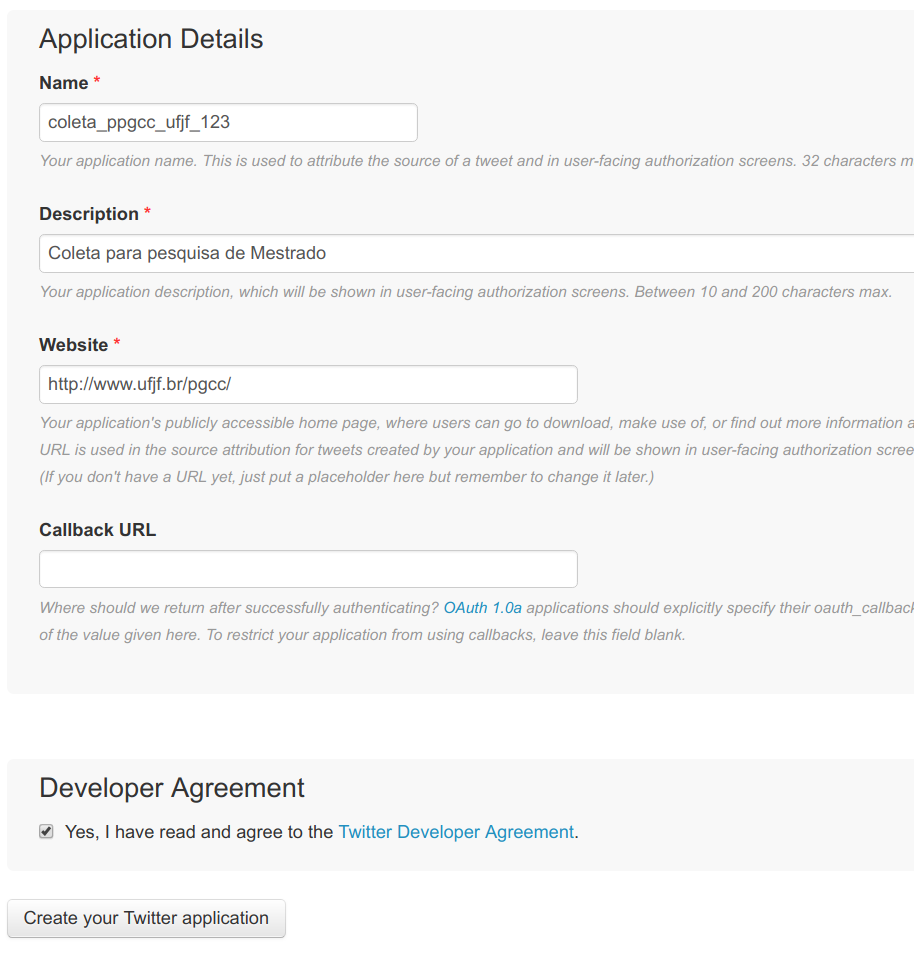 Application Details
Name *
coleta_ppgcc_ufjf_123
Your application name. This is used to attribute the source of a tweet and in user-facing authorization screens. 32 characters m
Description *
Coleta para pesquisa de Mestrado
Your application description, which will be shown in user-facing authorization screens. Between 10 and 200 characters max.
Website *
http://www.ufjf.br/pgcc/
Your application's publicly accessible home page, where users can go to download, make use of, or find out more information a
URL is used in the source attribution for tweets created by your application and will be shown in user-facing authorization scree
(If you don't have a URL yet, just put a placeholder here but remember to change it later.)
Callback URL
Where should we return after successfully authenticating? OAuth 1.0a applications should explicitly specify their oauth_callback
of the value given here. To restrict your application from using callbacks, leave this field blank.
Developer Agreement
Yes, I have read and agree to the Twitter Developer Agreement.
Create your Twitter application